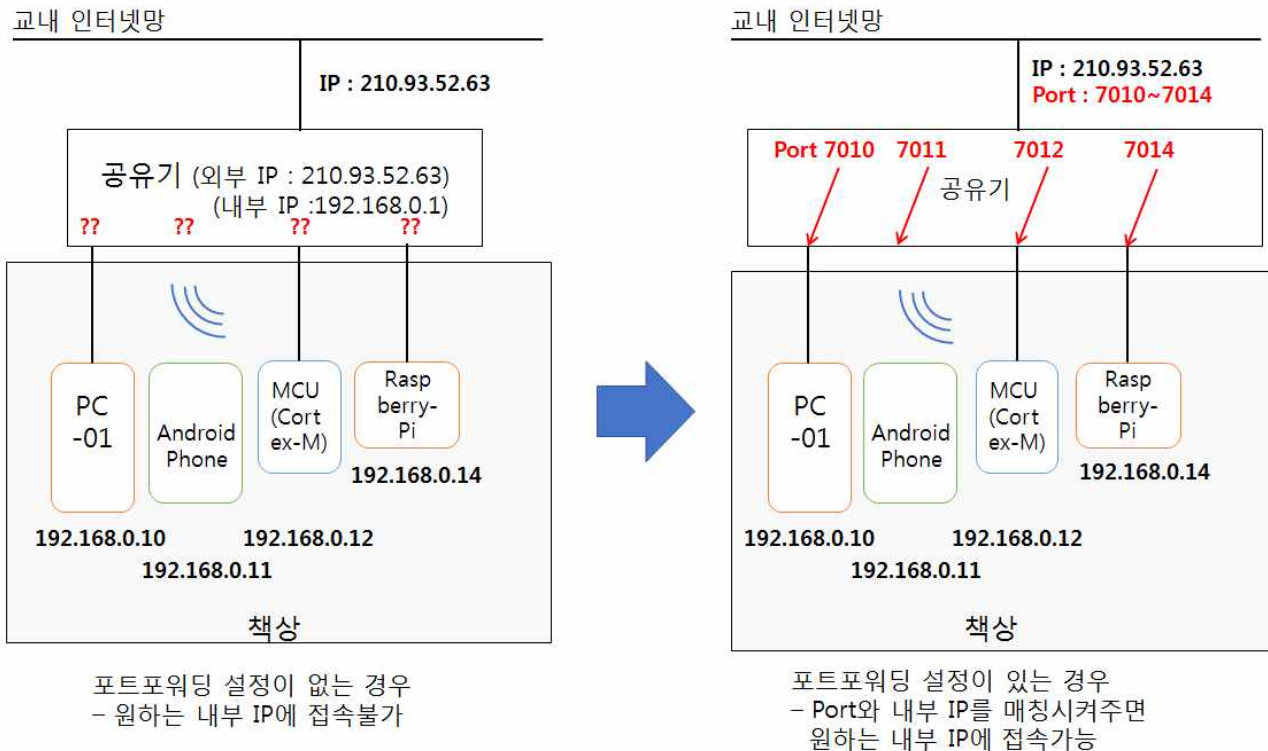 교내 인터넷망
IP : 210.93.52.63
공유기 (외부 IP : 210.93.52.63)
(내부 IP :192.168.0.1)
??
??
??
??
PC
-01
Android
Phone
MCU
(Cort
ex-M)
Rasp
berry-
Pi
192.168.0.14
192.168.0.10
192.168.0.12
192.168.0.11
책상
포트포워딩 설정이 없는 경우
– 원하는 내부 IP에 접속불가
교내 인터넷망
IP : 210.93.52.63
Port : 7010~7014
Port 7010
7011
7012
7014
공유기
PC
-01
Android
Phone
MCU
(Cort
ex-M)
Rasp
berry-
Pi
192.168.0.14
192.168.0.10
192.168.0.12
192.168.0.11
책상
포트포워딩 설정이 있는 경우
– Port와 내부 IP를 매칭시켜주면
원하는 내부 IP에 접속가능